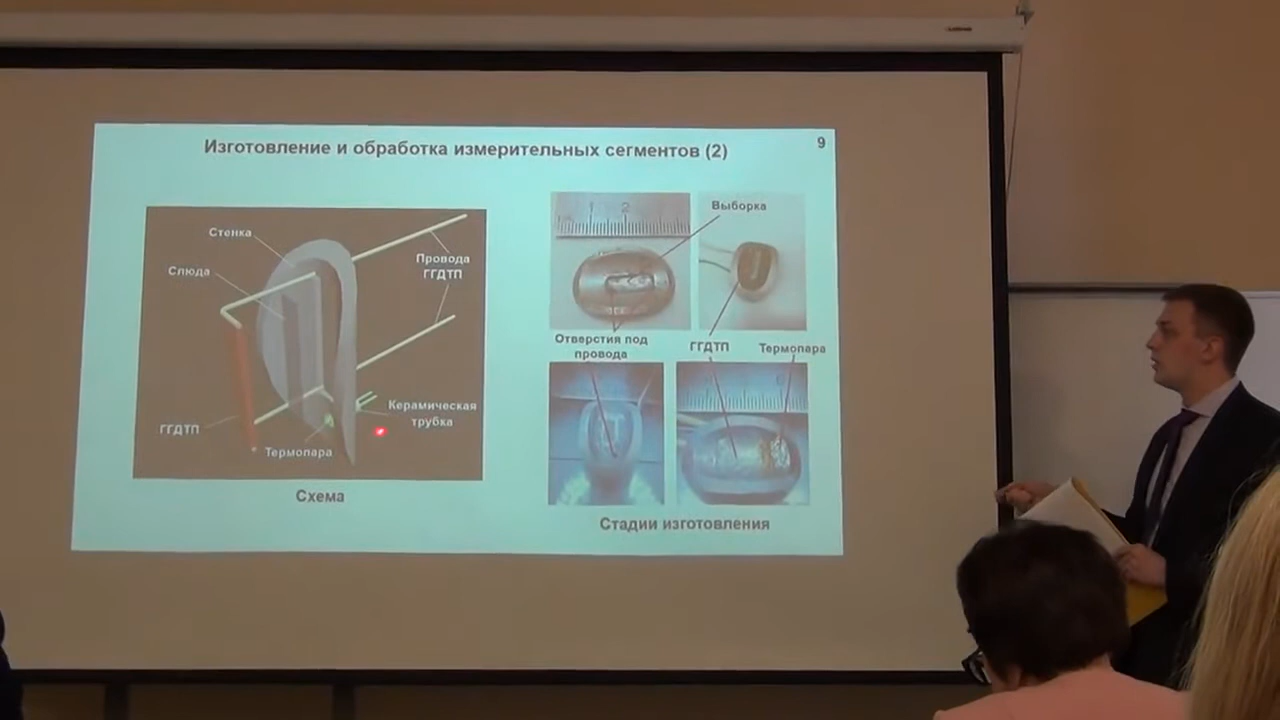 Изготовление и обработка измерительных сегментов (2)
9
Стенка
Слюда
Провода
ГГДТП
ГГДТП
Термопара
Керамическая
трубка
Схема
Выборка
Отверстия под
провода
ГГДТП
Термопара
Стадии изготовления